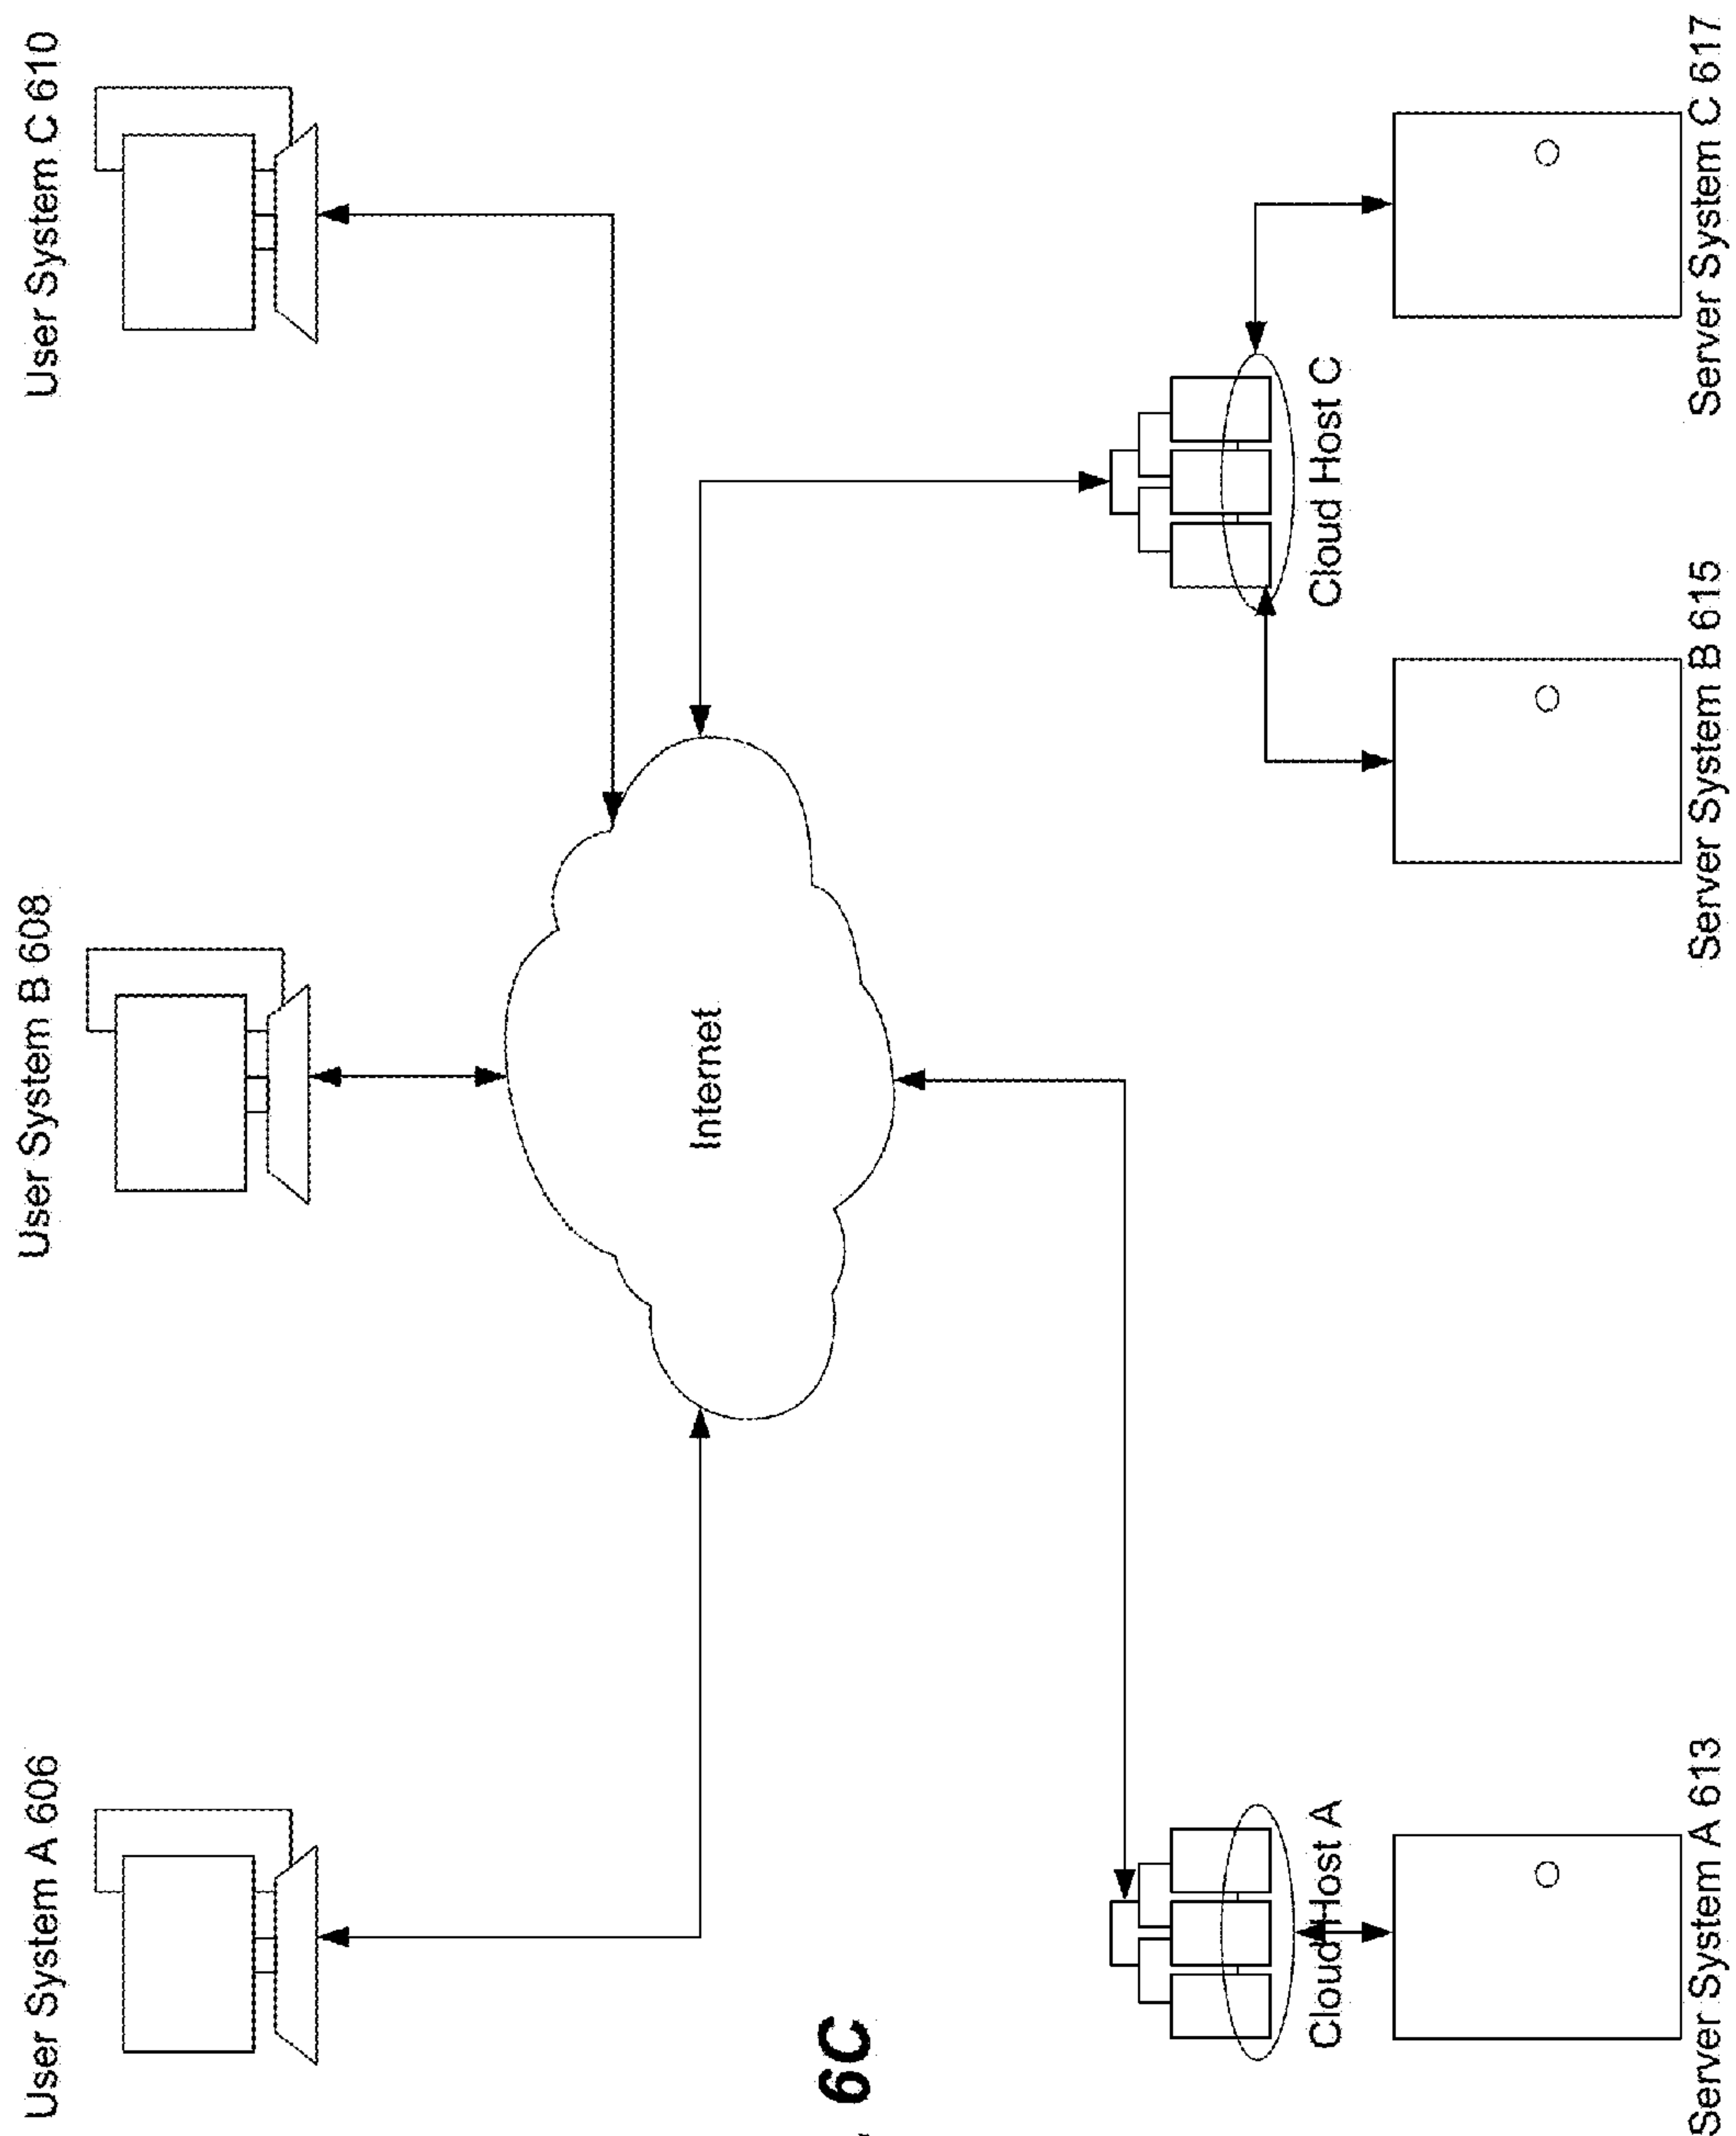 User System A 606
User System B 608
User System C 610
Internet
6C
Cloud Host A
Cloud Host C
Server System A 613
Server System B 615
Server System C 617